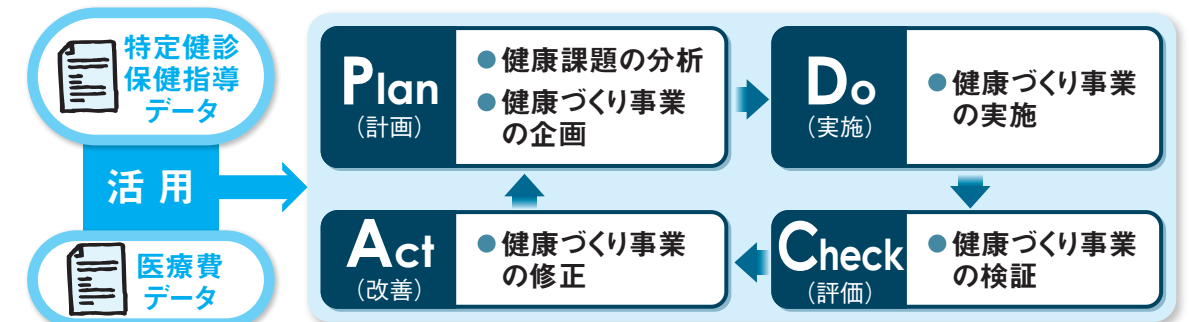 特定健診
保健指導
データ
活用
医療費
データ
Plan
(計画)
●健康課題の分析
●健康づくり事業
の企画
Do
(実施)
●健康づくり事業
の実施
Act
(改善)
●健康づくり事業
の修正
Check
(評価)
●健康づくり事業
の検証